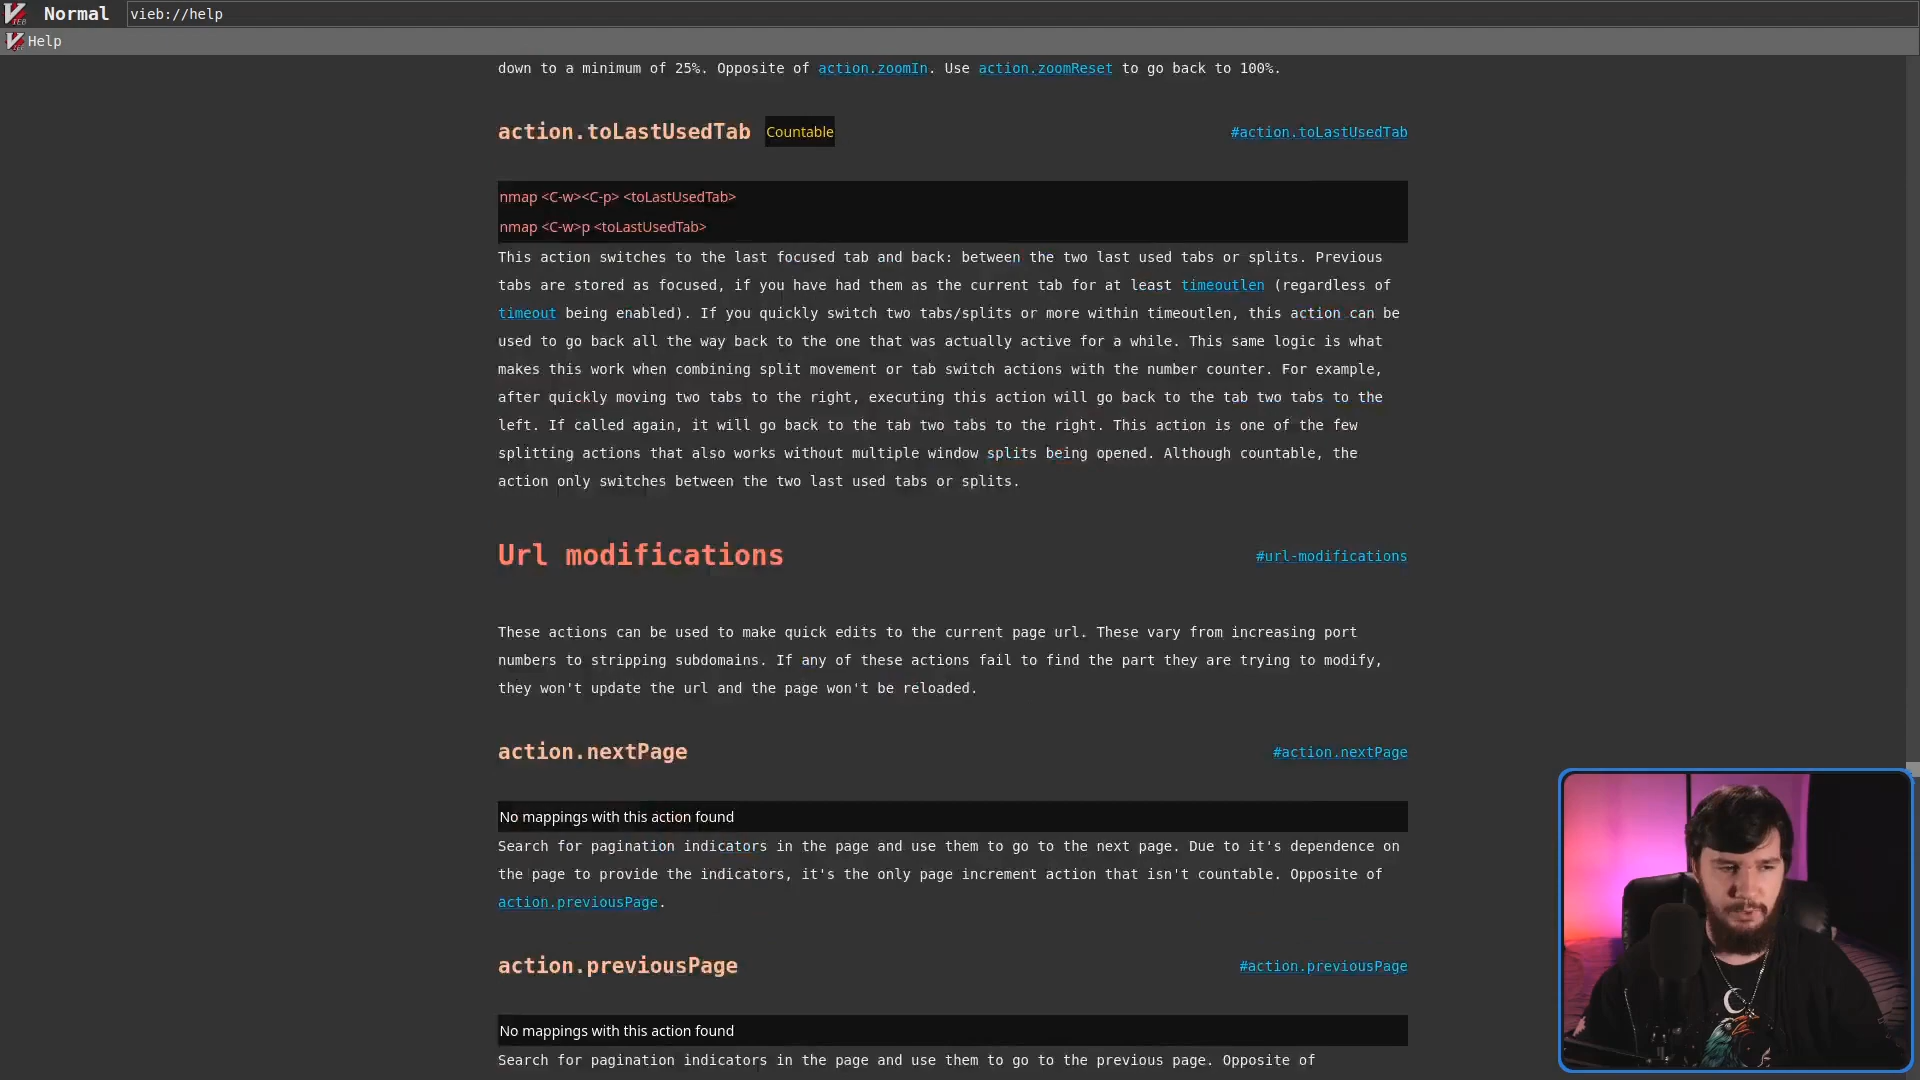 Normal
vieb://help
Help
down to a minimum of 25%. Opposite of action.zoomIn. Use action.zoomReset to go back to 100%.
action.toLastUsedTab Countable #action.toLastUsedTab
nmap <C-w><C-p> <toLastUsedTab>
nmap <C-w>p <toLastUsedTab>
This action switches to the last focused tab and back: between the two last used tabs or splits. Previous
tabs are stored as focused, if you have had them as the current tab for at least timeoutlen (regardless of
timeout being enabled). If you quickly switch two tabs/splits or more within timeoutlen, this action can be
used to go back all the way back to the one that was actually active for a while. This same logic is what
makes this work when combining split movement or tab switch actions with the number counter. For example,
after quickly moving two tabs to the right, executing this action will go back to the tab two tabs to the
left. If called again, it will go back to the tab two tabs to the right. This action is one of the few
splitting actions that also works without multiple window splits being opened. Although countable, the
action only switches between the two last used tabs or splits.
Url modifications #url-modifications
These actions can be used to make quick edits to the current page url. These vary from increasing port
numbers to stripping subdomains. If any of these actions fail to find the part they are trying to modify,
they won't update the url and the page won't be reloaded.
action.nextPage #action.nextPage
No mappings with this action found
Search for pagination indicators in the page and use them to go to the next page. Due to it's dependence on
the page to provide the indicators, it's the only page increment action that isn't countable. Opposite of
action.previousPage.
action.previousPage #action.previousPage
No mappings with this action found
Search for pagination indicators in the page and use them to go to the previous page. Opposite of